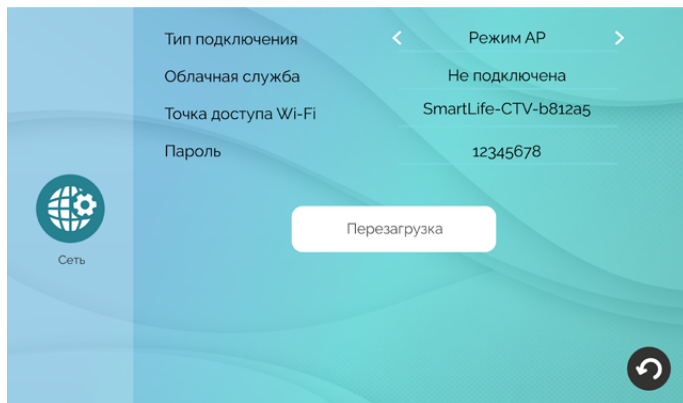 Тип подключения < Режим AP >
Облачная служба Не подключена
Точка доступа Wi-Fi SmartLife-CTV-b812a5
Пароль 12345678
Перезагрузка
Сеть